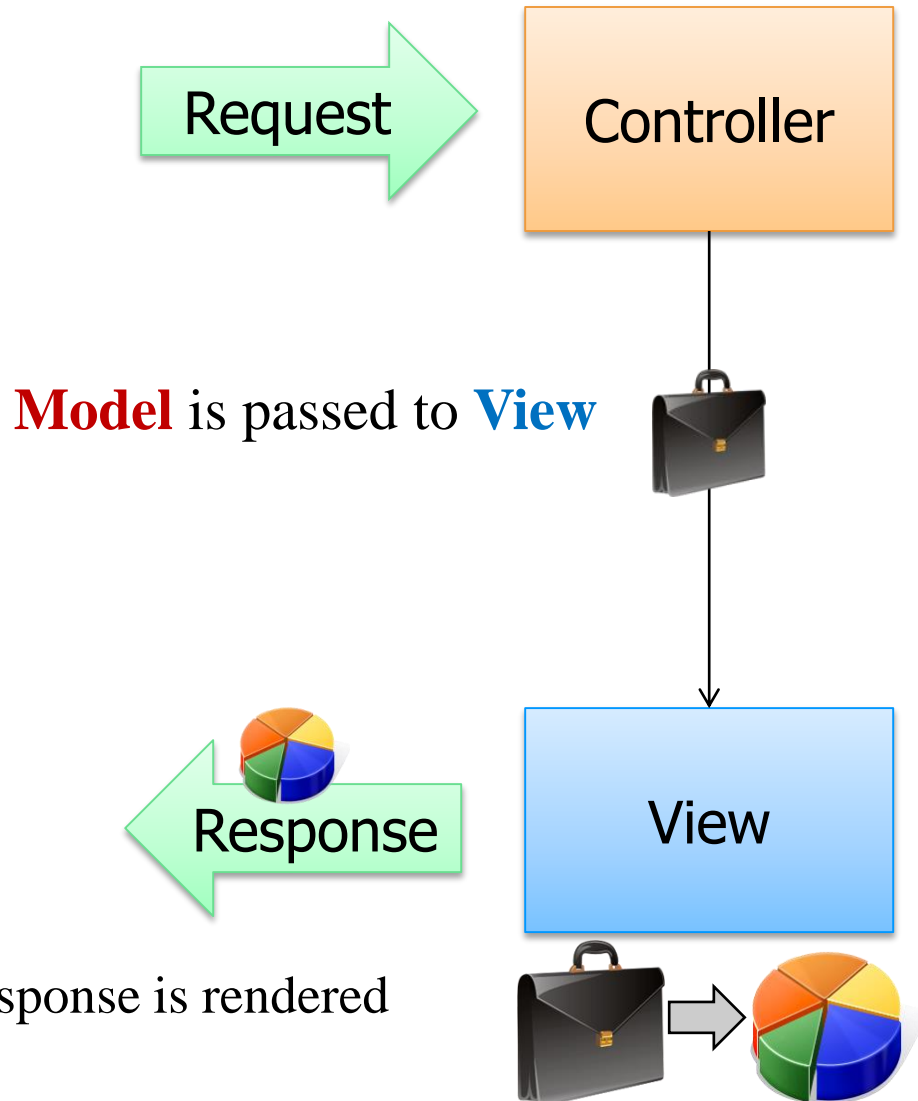 Request
Controller
Model is passed to View
Response
View
sponse is rendered